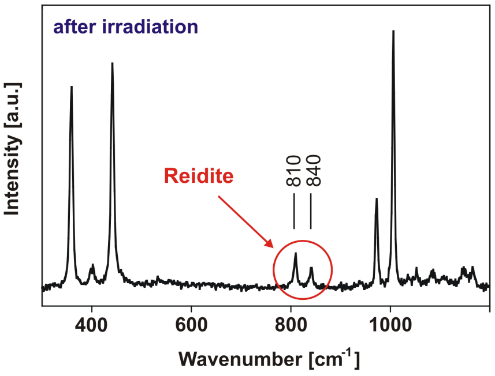 after irradiation
Intensity [a.u.]
Reidite
810
840
400
600
800
1000
Wavenumber [cm⁻¹]